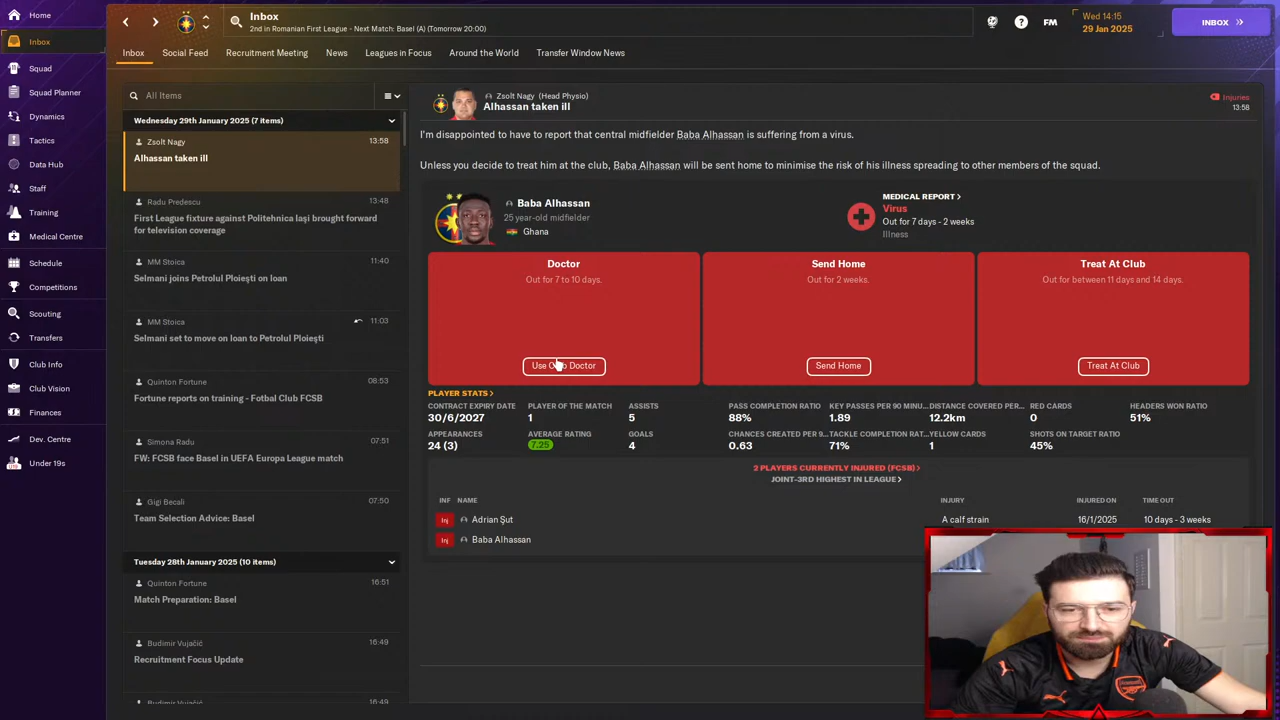 Home
Inbox
Squad
Squad Planner
Dynamics
Tactics
Data Hub
Staff
Training
Medical Centre
Schedule
Competitions
Scouting
Transfers
Club Info
Club Vision
Finances
Dev. Centre
Under 19s
Inbox
2nd in Romanian First League - Next Match: Basel (A) (Tomorrow 20:00)
FM
Wed 14:15
29 Jan 2025
INBOX
Inbox
Social Feed
Recruitment Meeting
News
Leagues in Focus
Around the World
Transfer Window News
All Items
Wednesday 29th January 2025 (7 items)
Zsolt Nagy 13:58
Alhassan taken ill
Radu Predescu 13:48
First League fixture against Politehnica Iaşi brought forward
for television coverage
MM Stoica 11:40
Selmani joins Petrolul Ploieşti on loan
MM Stoica 11:03
Selmani set to move on loan to Petrolul Ploieşti
Quinton Fortune 08:53
Fortune reports on training - Fotbal Club FCSB
Simona Radu 07:51
FW: FCSB face Basel in UEFA Europa League match
Gigi Becali 07:50
Team Selection Advice: Basel
Tuesday 28th January 2025 (10 items)
Quinton Fortune 16:51
Match Preparation: Basel
Budimir Vujačić 16:49
Recruitment Focus Update
Budimir Vujačić 16:49
Zsolt Nagy (Head Physio)
Alhassan taken ill
Injuries
13:58
I'm disappointed to have to report that central midfielder Baba Alhassan is suffering from a virus.
Unless you decide to treat him at the club, Baba Alhassan will be sent home to minimise the risk of his illness spreading to other members of the squad.
Baba Alhassan
25 year-old midfielder
Ghana
MEDICAL REPORT
Virus
Out for 7 days - 2 weeks
Illness
Doctor
Out for 7 to 10 days.
Use Doctor
Send Home
Out for 2 weeks.
Send Home
Treat At Club
Out for between 11 days and 14 days.
Treat At Club
PLAYER STATS
CONTRACT EXPIRY DATE PLAYER OF THE MATCH ASSISTS PASS COMPLETION RATIO KEY PASSES PER 90 MINU... DISTANCE COVERED PER... RED CARDS HEADERS WON RATIO
30/6/2027 1 5 88% 1.89 12.2km 0 51%
APPEARANCES AVERAGE RATING GOALS CHANCES CREATED PER 9... TACKLE COMPLETION RAT... YELLOW CARDS SHOTS ON TARGET RATIO
24 (3) 7.25 4 0.63 71% 1 45%
2 PLAYERS CURRENTLY INJURED (FCSB)
JOINT-3RD HIGHEST IN LEAGUE
INF NAME INJURY INJURED ON TIME OUT
Inj Adrian Şut A calf strain 16/1/2025 10 days - 3 weeks
Inj Baba Alhassan